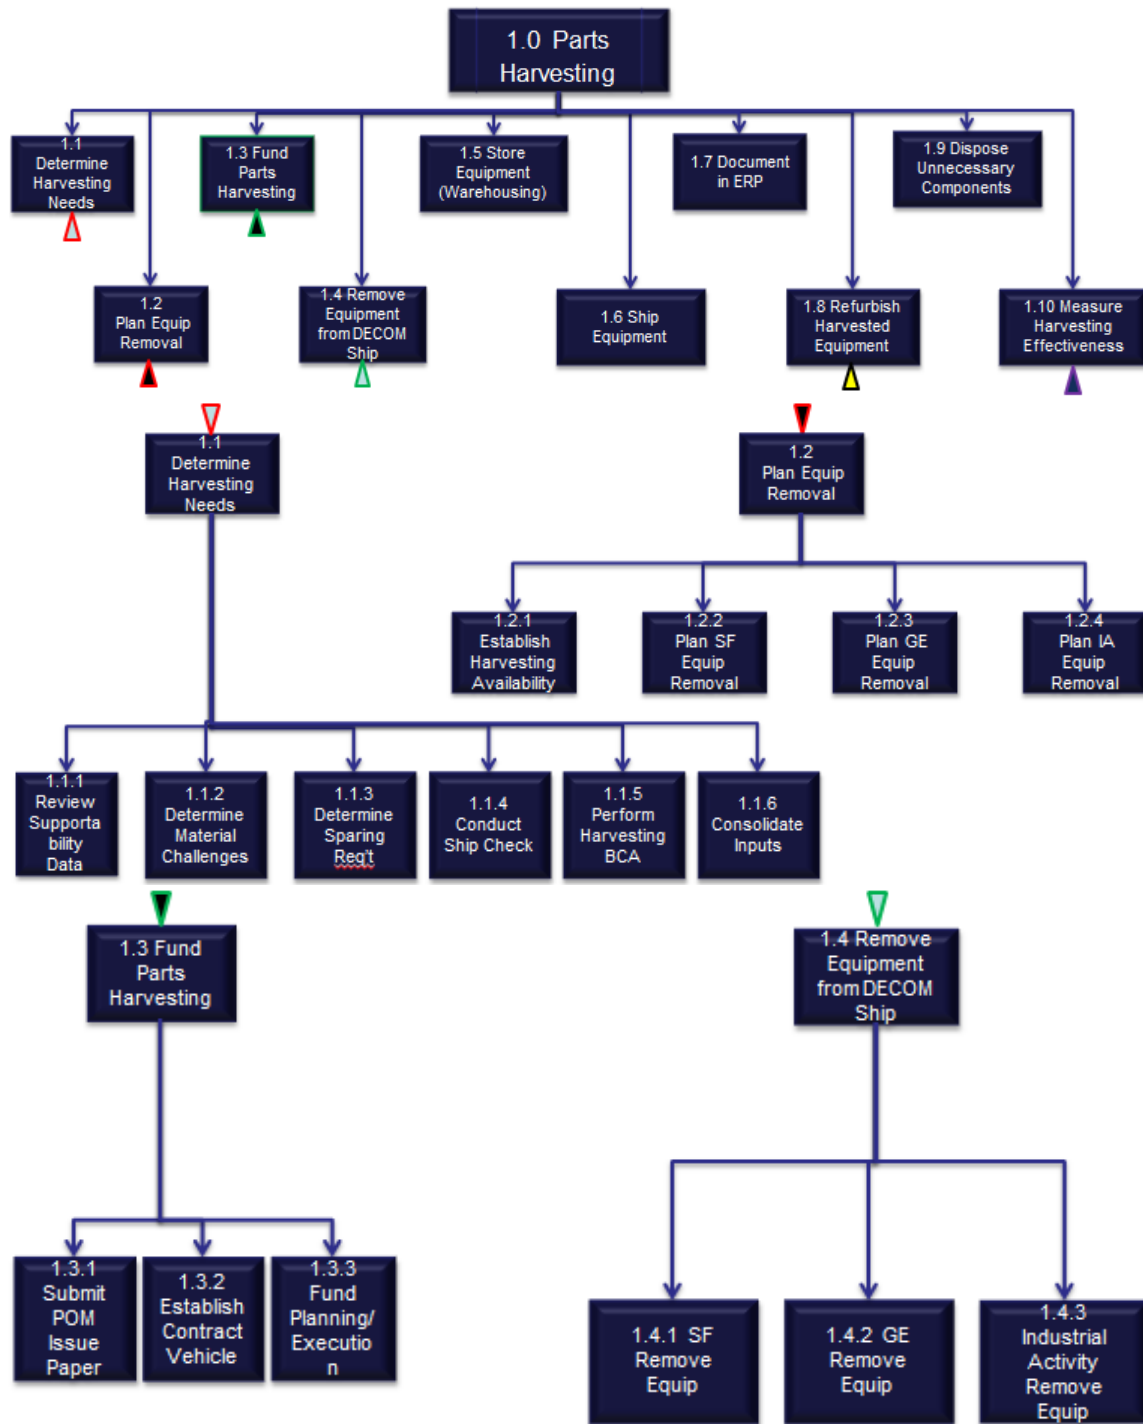 1.0 Parts
Harvesting
1.1
Determine
Harvesting
Needs
1.3 Fund
Parts
Harvesting
1.5 Store
Equipment
(Warehousing)
1.7 Document
in ERP
1.9 Dispose
Unnecessary
Components
1.2
Plan Equip
Removal
1.4 Remove
Equipment
from DECOM
Ship
1.6 Ship
Equipment
1.8 Refurbish
Harvested
Equipment
1.10 Measure
Harvesting
Effectiveness
1.1
Determine
Harvesting
Needs
1.2
Plan Equip
Removal
1.2.1
Establish
Harvesting
Availability
1.2.2
Plan SF
Equip
Removal
1.2.3
Plan GE
Equip
Removal
1.2.4
Plan IA
Equip
Removal
1.1.1
Review
Supporta
bility
Data
1.1.2
Determine
Material
Challenges
1.1.3
Determine
Sparing
Req't
1.1.4
Conduct
Ship Check
1.1.5
Perform
Harvesting
BCA
1.1.6
Consolidate
Inputs
1.3 Fund
Parts
Harvesting
1.4 Remove
Equipment
from DECOM
Ship
1.3.1
Submit
POM
Issue
Paper
1.3.2
Establish
Contract
Vehicle
1.3.3
Fund
Planning/
Executio
n
1.4.1 SF
Remove
Equip
1.4.2 GE
Remove
Equip
1.4.3
Industrial
Activity
Remove
Equip